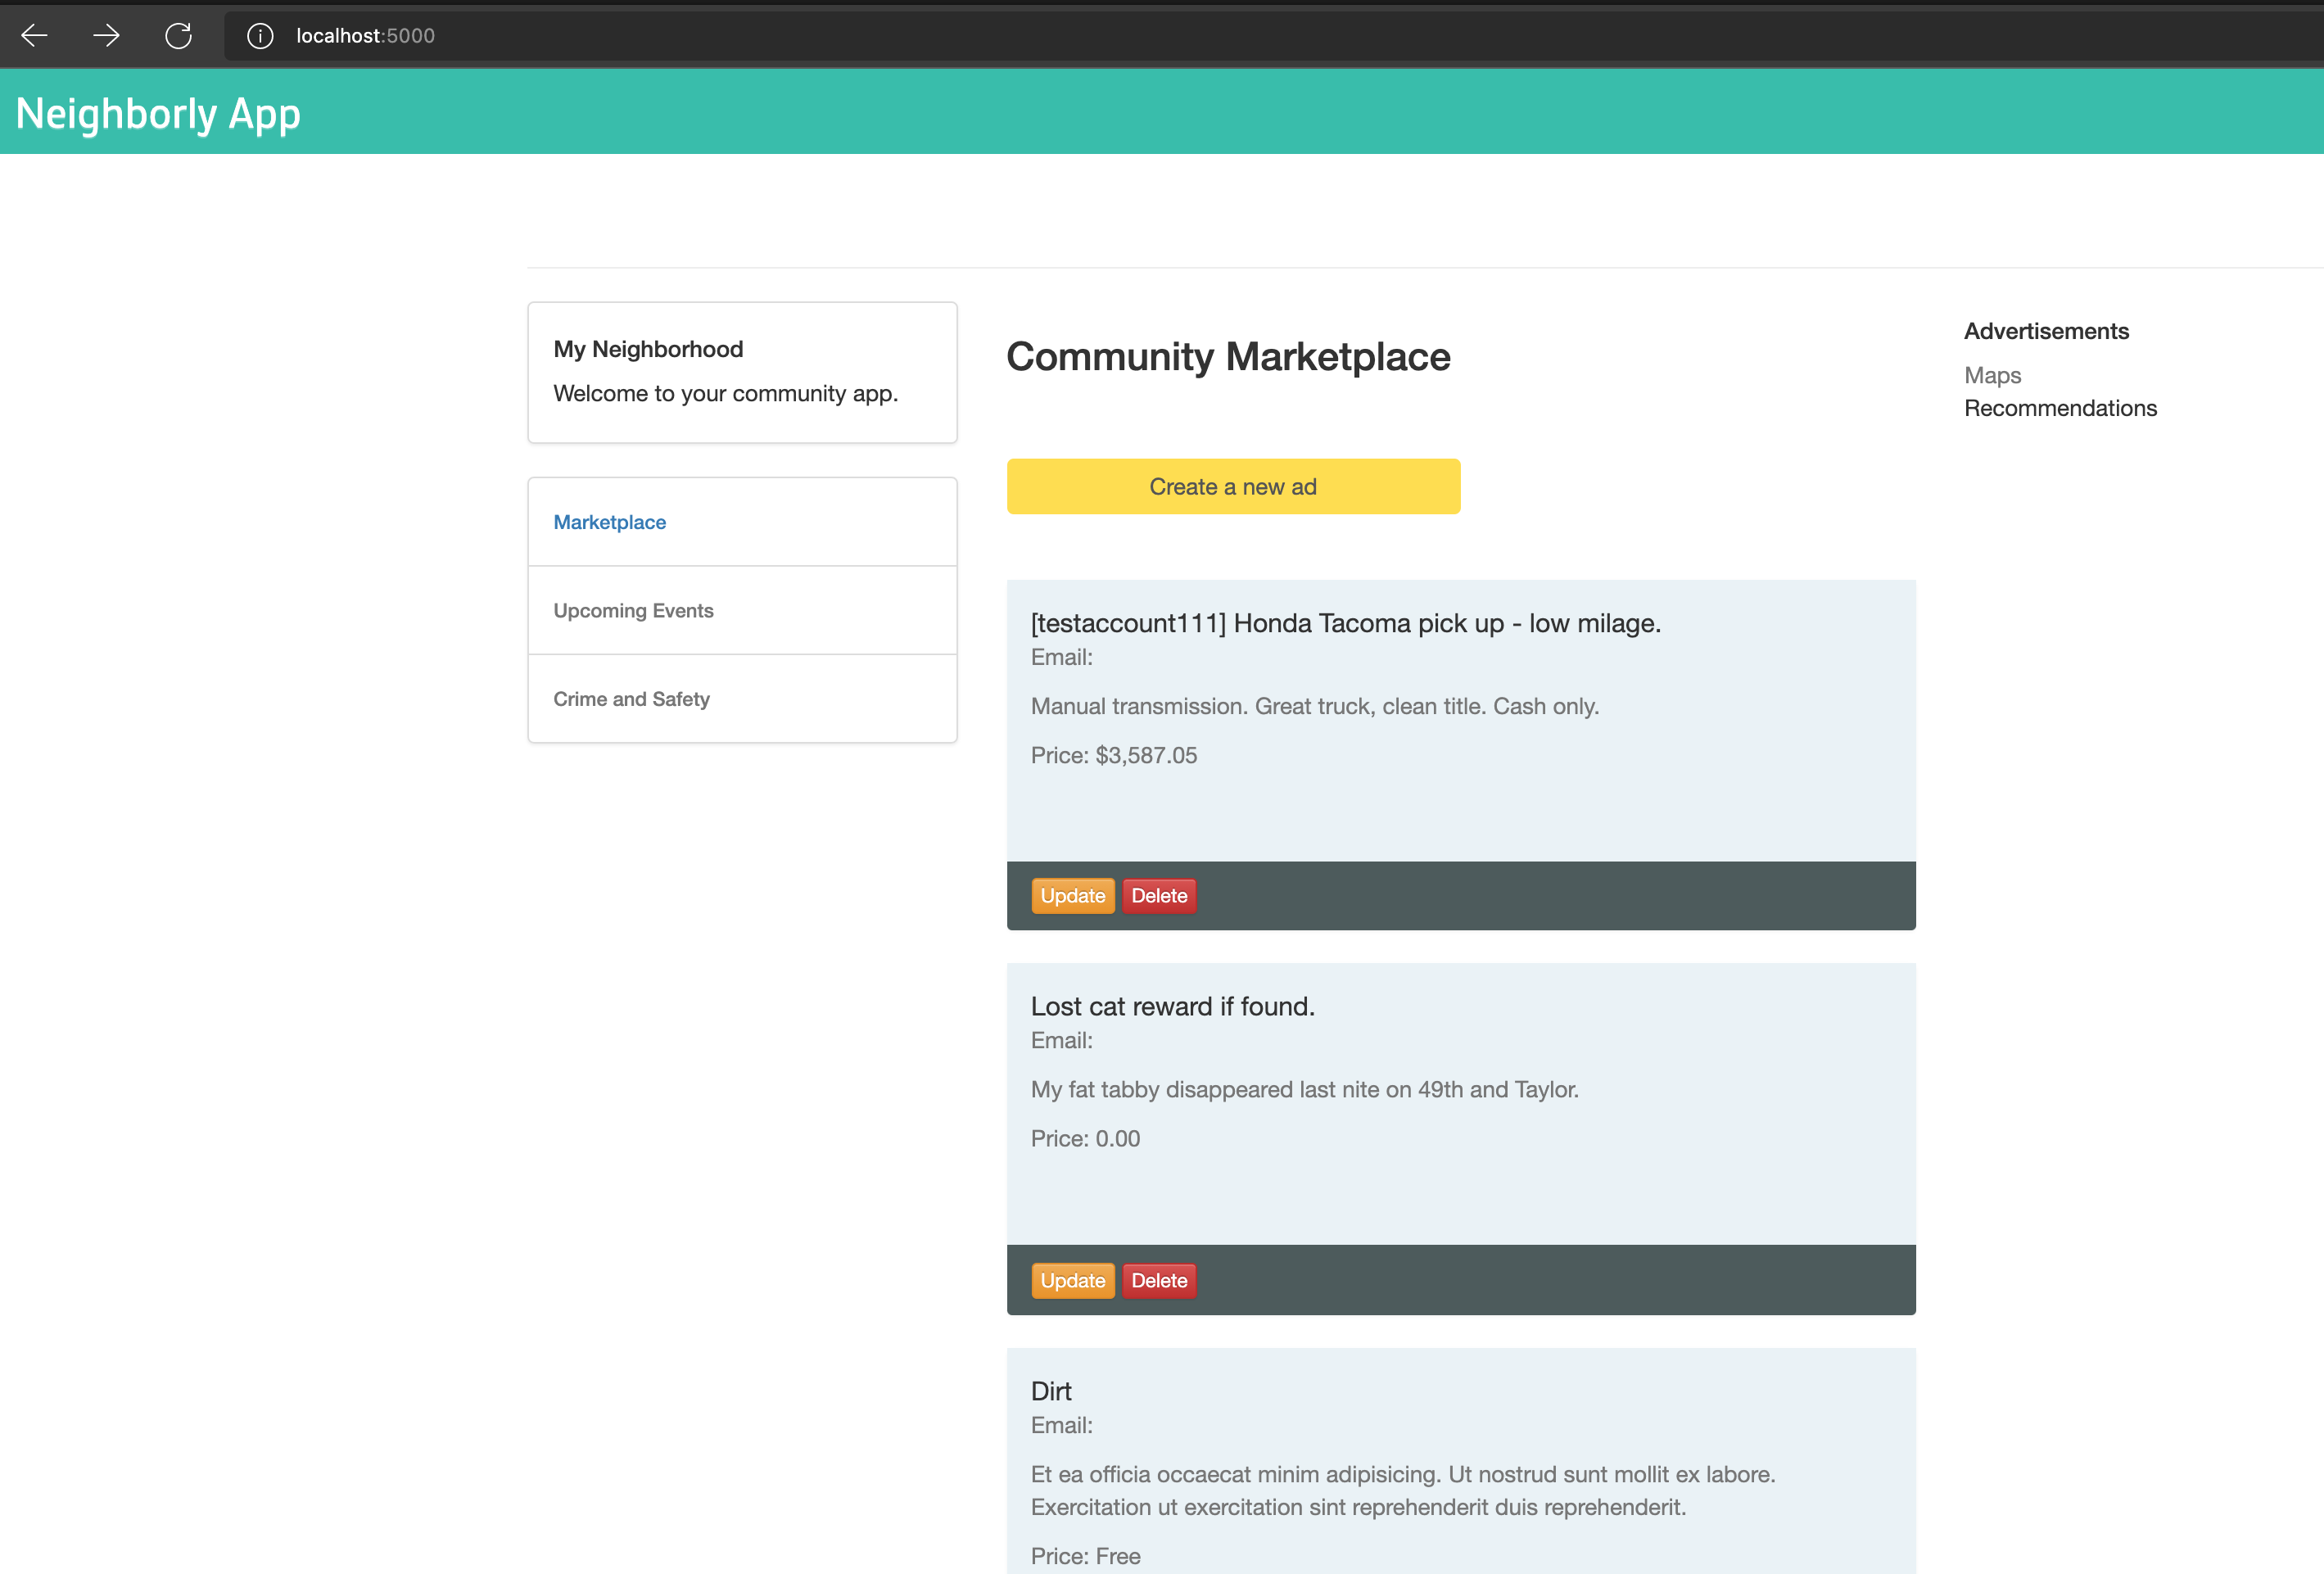 localhost:5000
Neighborly App
My Neighborhood
Welcome to your community app.
Marketplace
Upcoming Events
Crime and Safety
Community Marketplace
Create a new ad
[testaccount111] Honda Tacoma pick up - low milage.
Email:
Manual transmission. Great truck, clean title. Cash only.
Price: $3,587.05
Update Delete
Lost cat reward if found.
Email:
My fat tabby disappeared last nite on 49th and Taylor.
Price: 0.00
Update Delete
Dirt
Email:
Et ea officia occaecat minim adipisicing. Ut nostrud sunt mollit ex labore.
Exercitation ut exercitation sint reprehenderit duis reprehenderit.
Price: Free
Advertisements
Maps
Recommendations